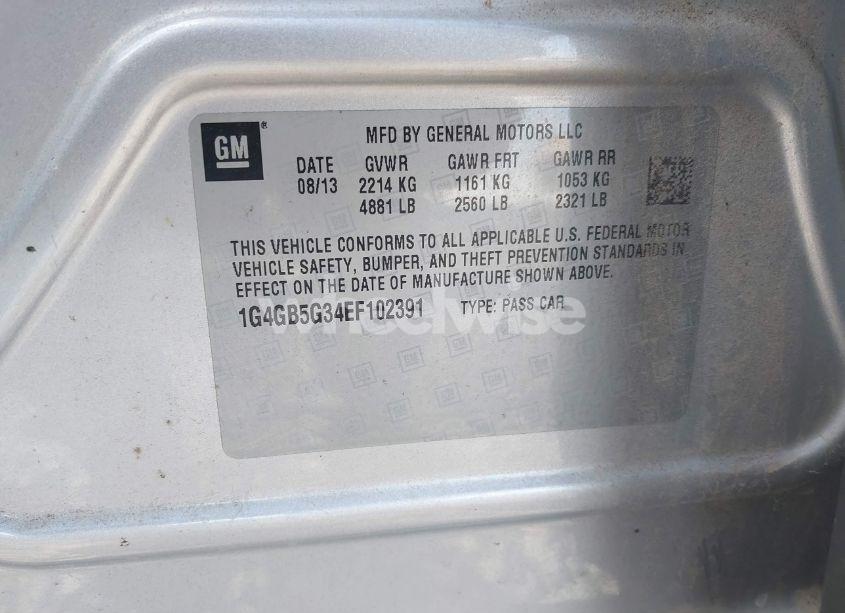 GM®
MFD BY GENERAL MOTORS LLC
DATE GVWR GAWR FRT GAWR RR
08/13 2214 KG 1161 KG 1053 KG
4881 LB 2560 LB 2321 LB
THIS VEHICLE CONFORMS TO ALL APPLICABLE U.S. FEDERAL MOTOR
VEHICLE SAFETY, BUMPER, AND THEFT PREVENTION STANDARDS IN
EFFECT ON THE DATE OF MANUFACTURE SHOWN ABOVE.
1G4GB5G34EF102391 TYPE: PASS CAR
wheelwise